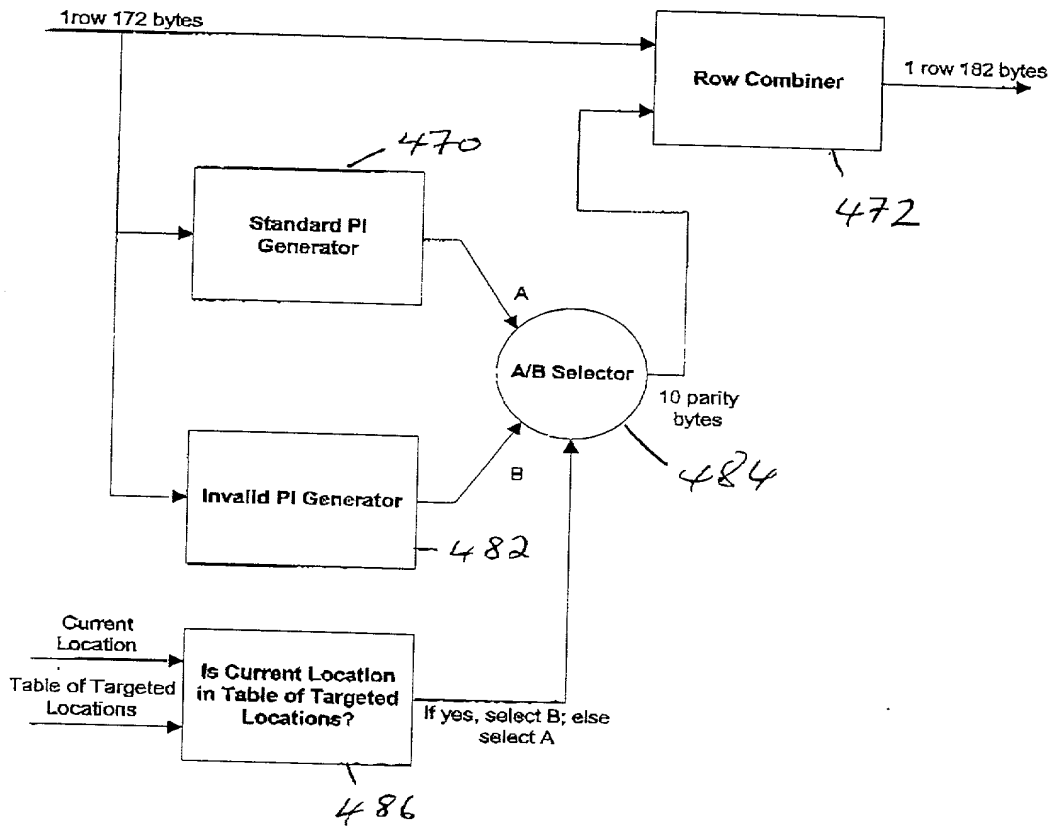 1row 172 bytes
Row Combiner
1 row 182 bytes
470
472
Standard PI
Generator
A
A/B Selector
10 parity
bytes
484
B
Invalid PI Generator
482
Current
Location
Table of Targeted
Locations
Is Current Location
in Table of Targeted
Locations?
If yes, select B; else
select A
486